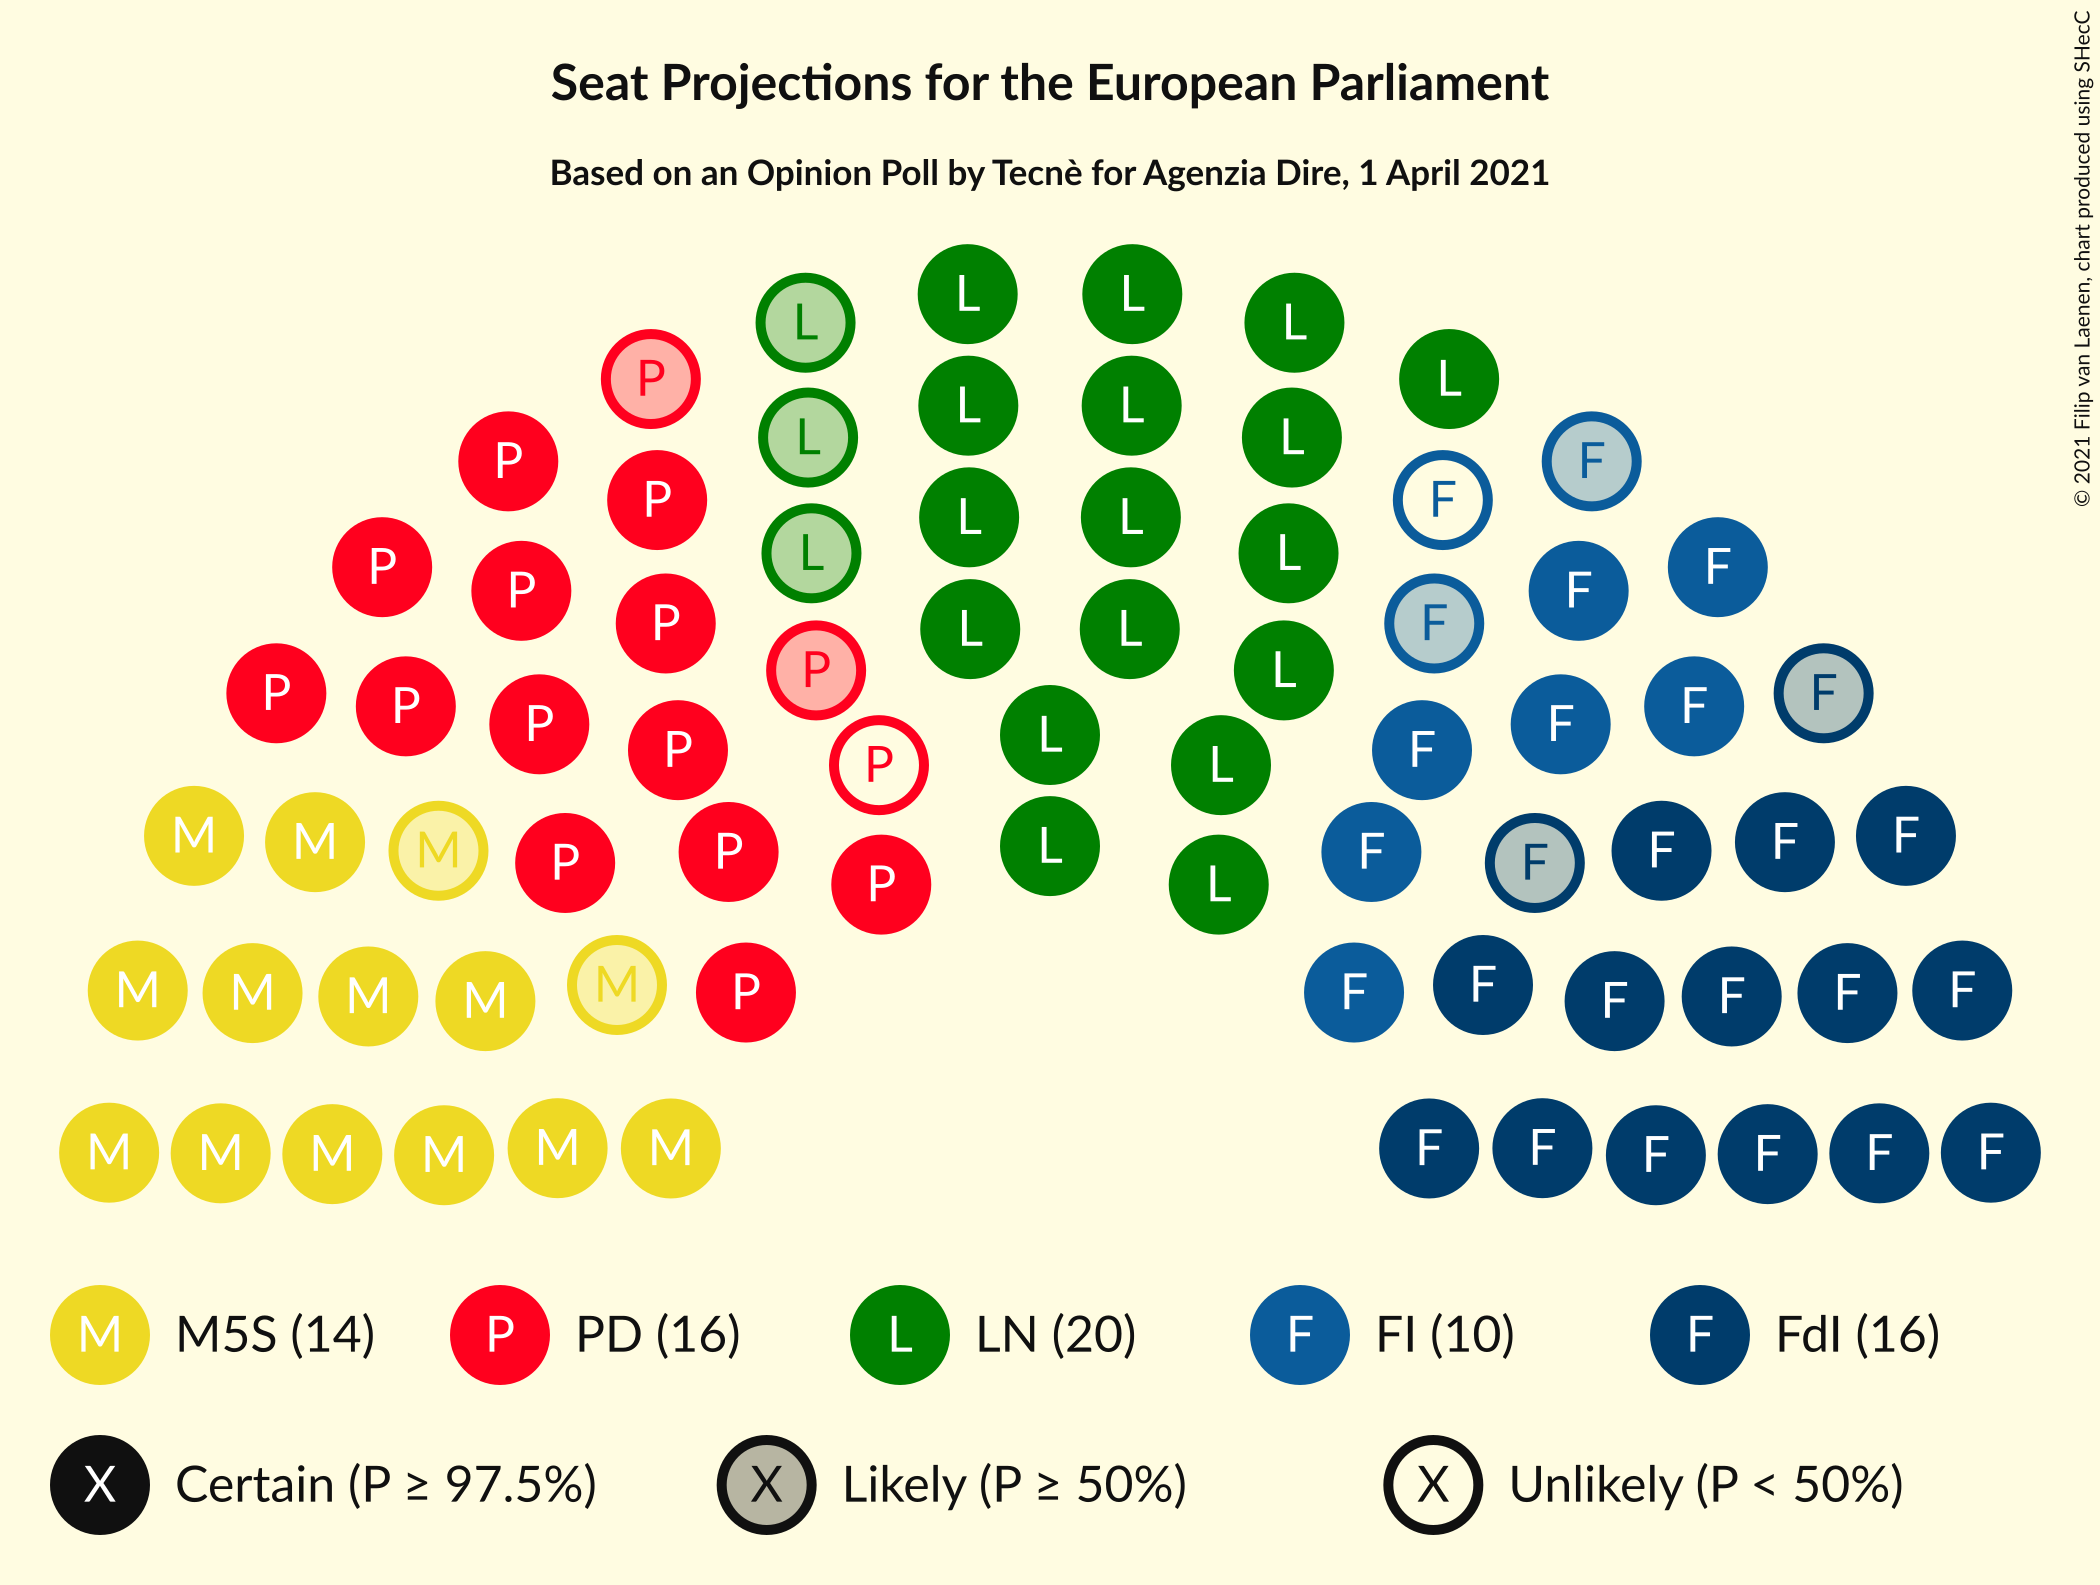 Seat Projections for the European Parliament
Based on an Opinion Poll by Tecnè for Agenzia Dire, 1 April 2021
© 2021 Filip van Laenen, chart produced using SHecC
L L L L
P L
P L L L L F
P P F
P L L L L F
P P F F
P L L F
P L L F
P P P F F F
P P L F
P L
M M M P P P L F F F F F
L L
M M M M M P F F F F F F
M M M M M M F F F F F F
M M5S (14) P PD (16) L LN (20) F FI (10) F FdI (16)
X Certain (P ≥ 97.5%) X Likely (P ≥ 50%) X Unlikely (P < 50%)